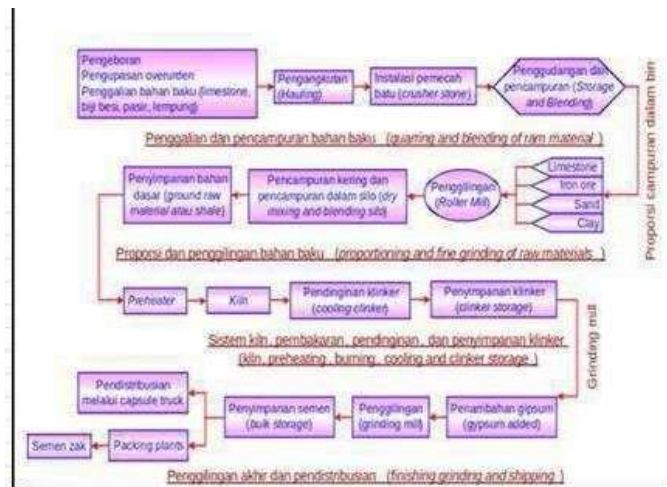 Pengeboran
Pengupasan overurden
Penggalian bahan baku (limestone,
biji besi, pasir, lempung)
Pengangkutan
(Hauling)
Instalasi pemecah
batu (crusher stone)
Penggudangan dan
pencampuran (Storage
and Blending)
Penggalian dan pencampuran bahan baku (quarring and blending of ram material)
Proporsi campuran dalam bin
Limestone
Iron ore
Sand
Clay
Penggilingan
(Roller Mill)
Pencampuran kering dan
pencampuran dalam silo (dry
mixing and blending silo)
Penyimpanan bahan
dasar (ground raw
material atau shale)
Proporsi dan penggilingan bahan baku (proportioning and fine grinding of raw materials)
Preheater
Kiln
Pendinginan klinker
(cooling clinker)
Penyimpanan klinker
(clinker storage)
Sistem kiln, pembakaran, pendinginan, dan penyimpanan klinker
(kiln, preheating, burning, cooling and clinker storage)
Grinding mill
Penambahan gipsum
(gypsum added)
Penggilingan
(grinding mill)
Penyimpanan semen
(bulk storage)
Pendistribusian
melalui capsule truck
Packing plants
Semen zak
Penggilingan akhir dan pendistribusian (finishing grinding and shipping)